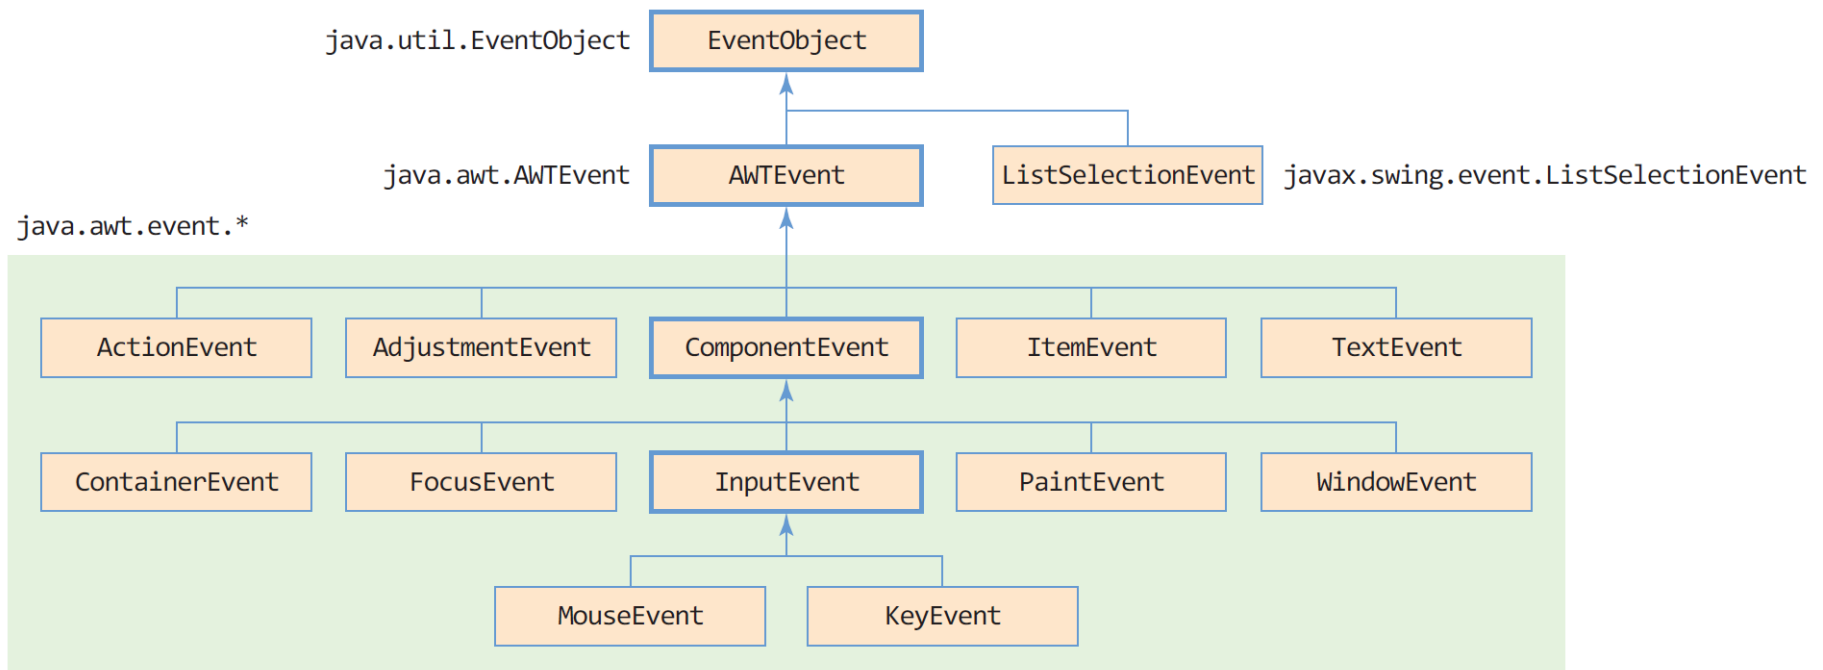 java.util.EventObject
EventObject
java.awt.AWTEvent
AWTEvent
ListSelectionEvent
javax.swing.event.ListSelectionEvent
java.awt.event.*
ActionEvent
AdjustmentEvent
ComponentEvent
ItemEvent
TextEvent
ContainerEvent
FocusEvent
InputEvent
PaintEvent
WindowEvent
MouseEvent
KeyEvent